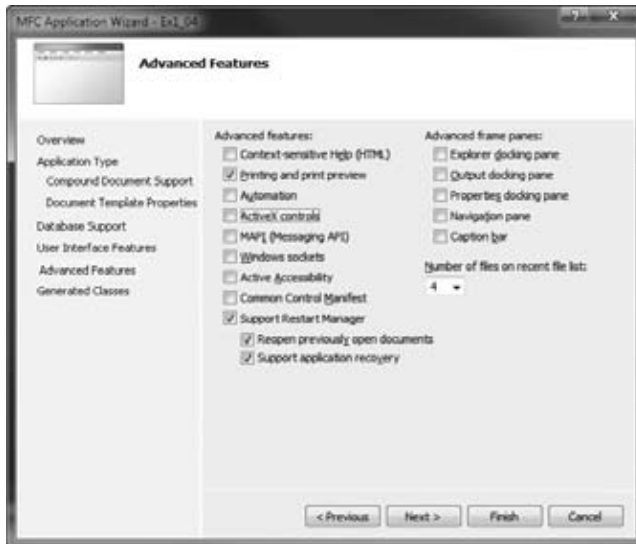 MFC Application Wizard - Ex1_04
Advanced Features
Overview
Application Type
Compound Document Support
Document Template Properties
Database Support
User Interface Features
Advanced Features
Generated Classes
Advanced features:
Context-sensitive Help (HTML)
Printing and print preview
Automation
ActiveX controls
MAPI (Messaging API)
Windows sockets
Active Accessibility
Common Control Manifest
Support Restart Manager
Reopen previously open documents
Support application recovery
Advanced frame panes:
Explorer docking pane
Output docking pane
Properties docking pane
Navigation pane
Caption bar
Number of files on recent file list:
4
< Previous
Next >
Finish
Cancel